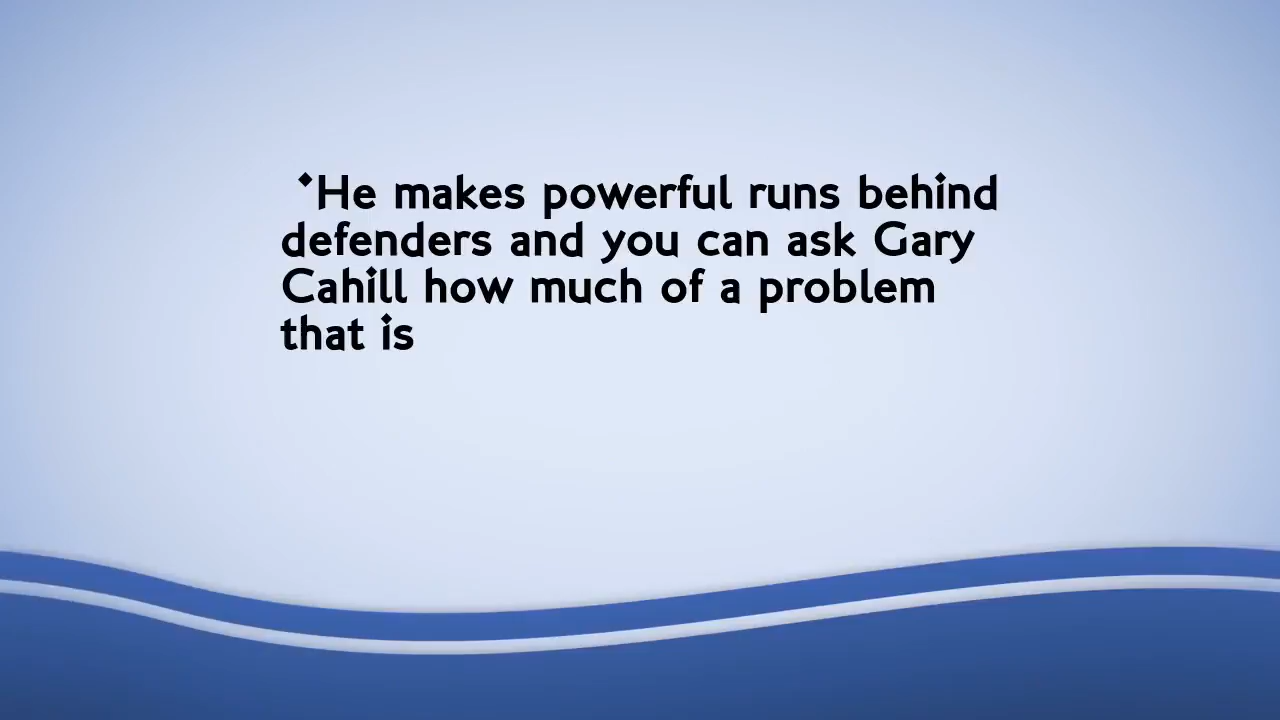 'He makes powerful runs behind
defenders and you can ask Gary
Cahill how much of a problem
that is